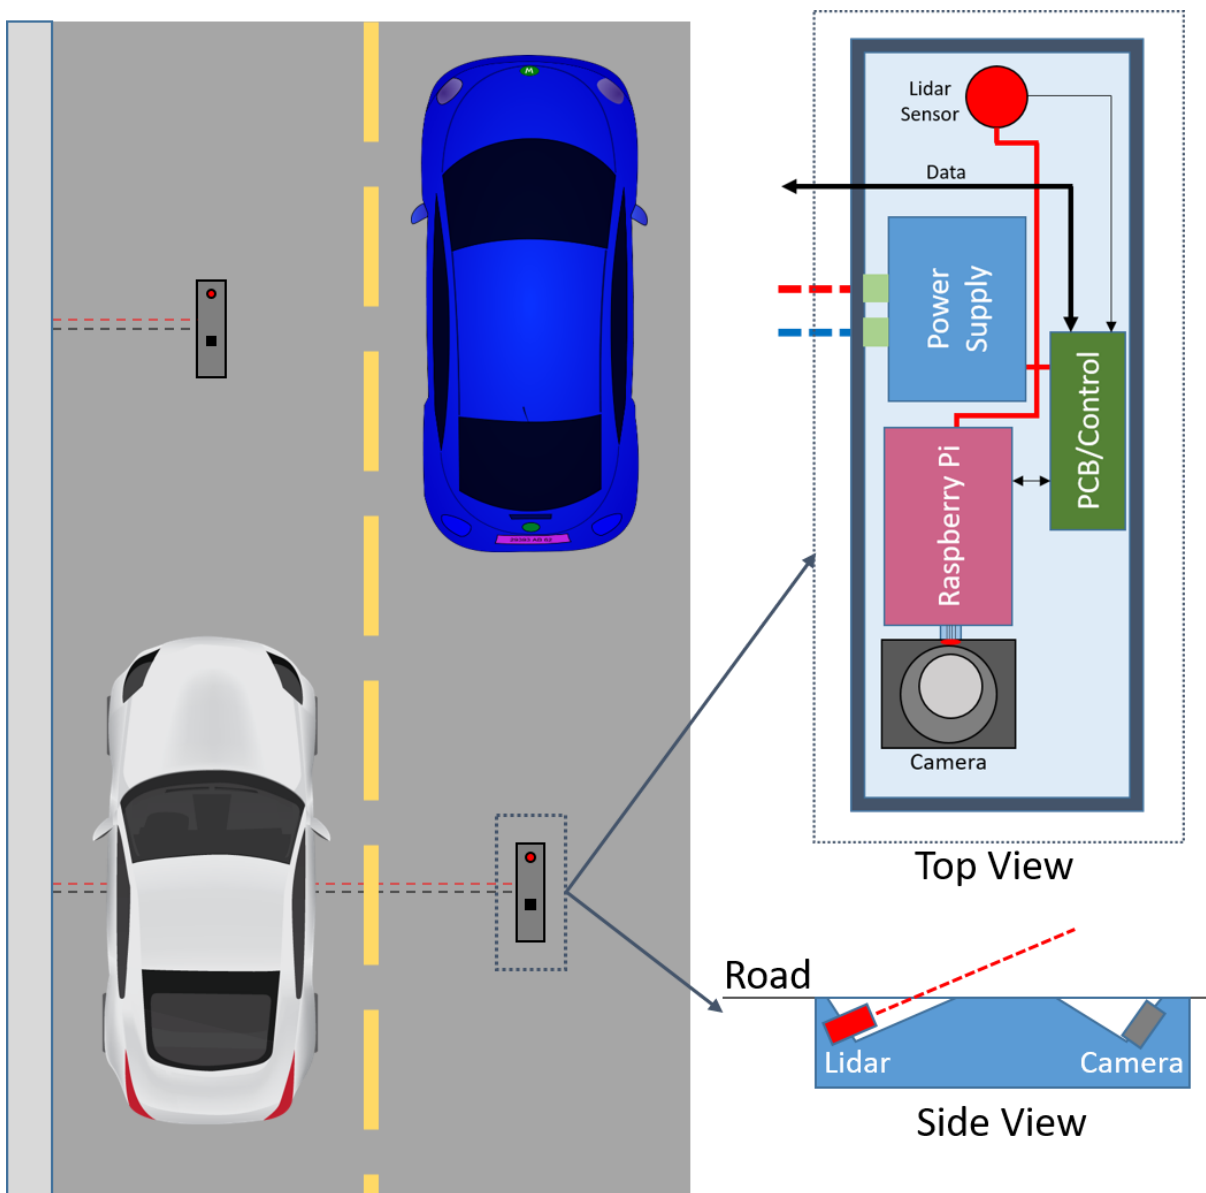 Lidar
Sensor
Data
Power
Supply
PCB/Control
Raspberry Pi
Camera
Top View
Road
Lidar
Camera
Side View
M